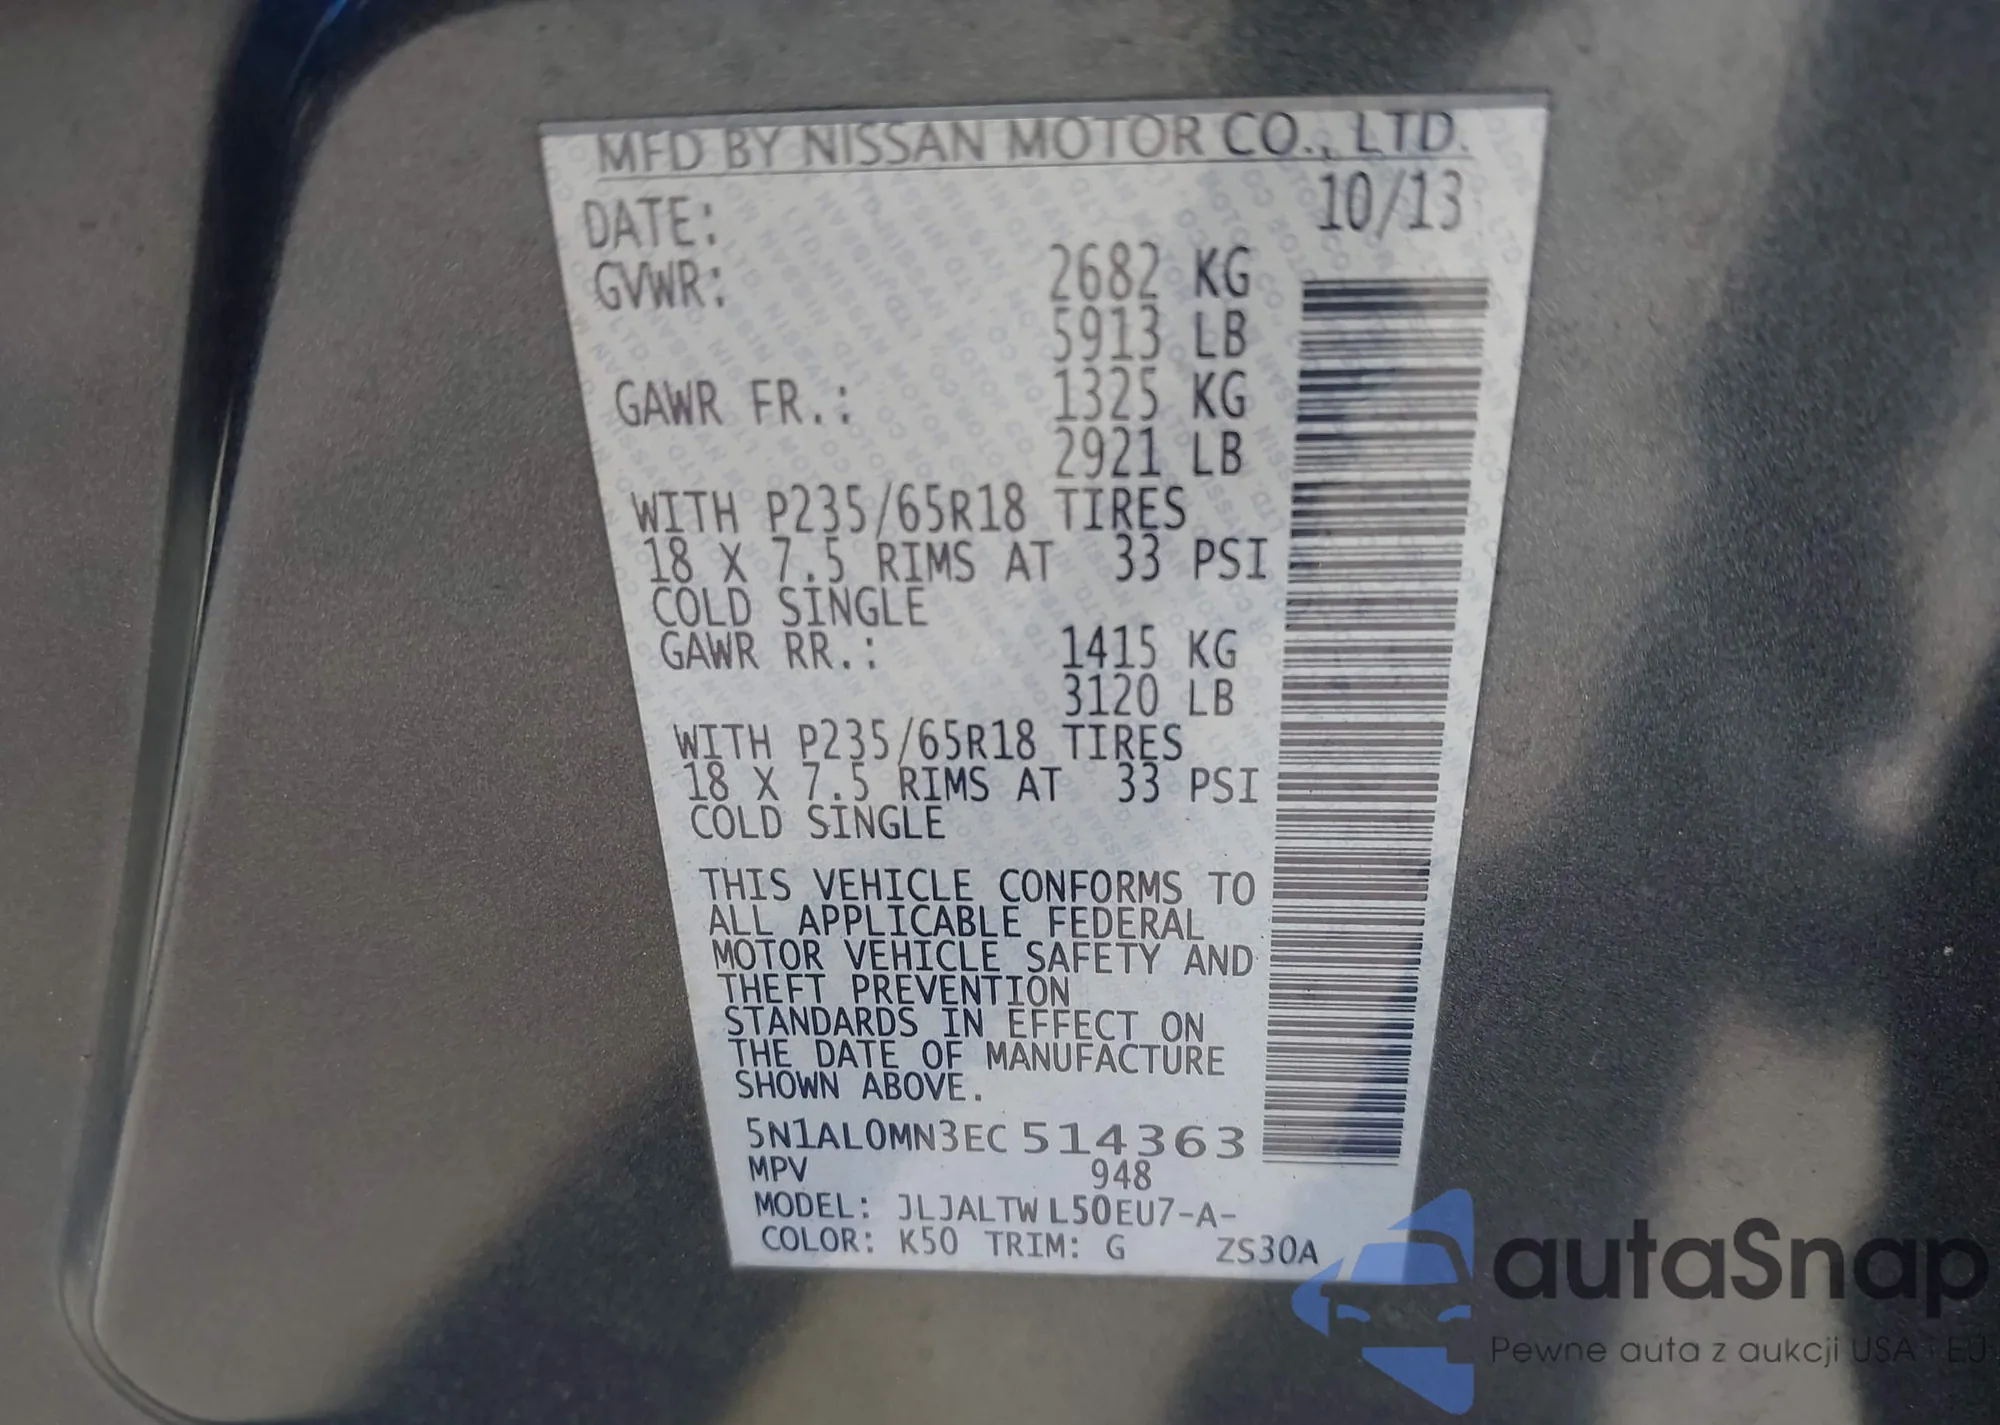 MFD BY NISSAN MOTOR CO., LTD.
DATE: 10/13
GVWR: 2682 KG
5913 LB
GAWR FR.: 1325 KG
2921 LB
WITH P235/65R18 TIRES
18 X 7.5 RIMS AT 33 PSI
COLD SINGLE
GAWR RR.: 1415 KG
3120 LB
WITH P235/65R18 TIRES
18 X 7.5 RIMS AT 33 PSI
COLD SINGLE
THIS VEHICLE CONFORMS TO
ALL APPLICABLE FEDERAL
MOTOR VEHICLE SAFETY AND
THEFT PREVENTION
STANDARDS IN EFFECT ON
THE DATE OF MANUFACTURE
SHOWN ABOVE.
5N1AL0MN3EC514363
MPV 948
MODEL: JLJALTWL50EU7-A-
COLOR: K50 TRIM: G ZS30A
autaSnap
Pewne auta z aukcji USA - EU